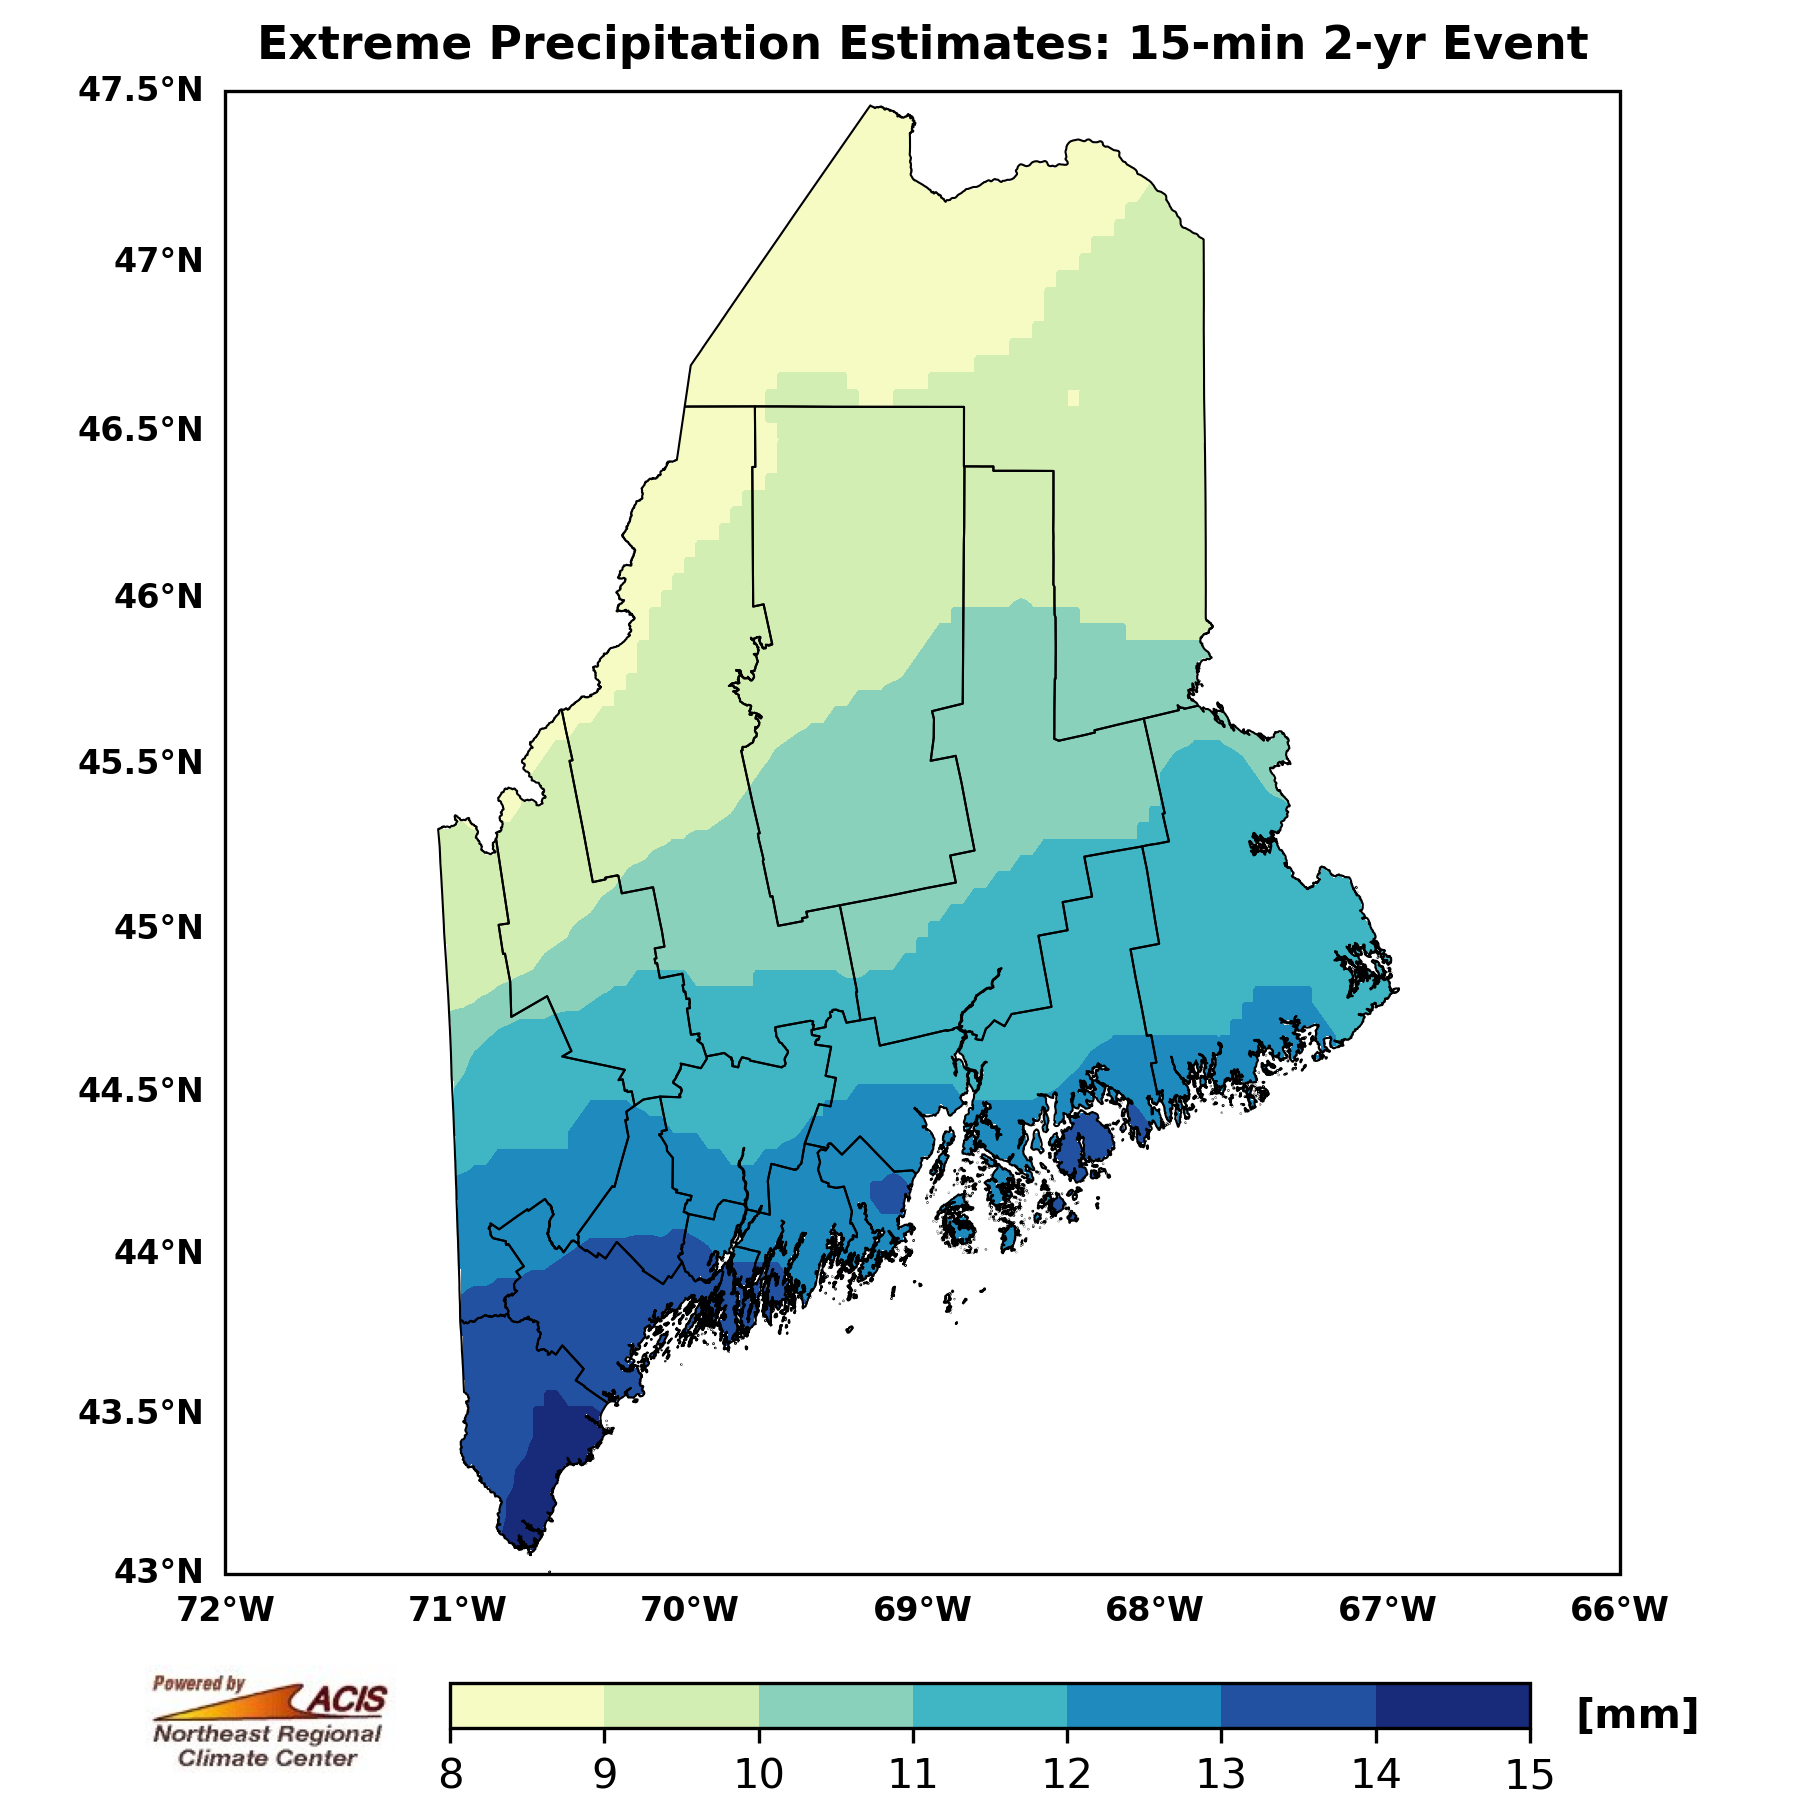 Extreme Precipitation Estimates: 15-min 2-yr Event
47.5°N
47°N
46.5°N
46°N
45.5°N
45°N
44.5°N
44°N
43.5°N
43°N
72°W 71°W 70°W 69°W 68°W 67°W 66°W
Powered by
ACIS
Northeast Regional
Climate Center
[mm]
8 9 10 11 12 13 14 15